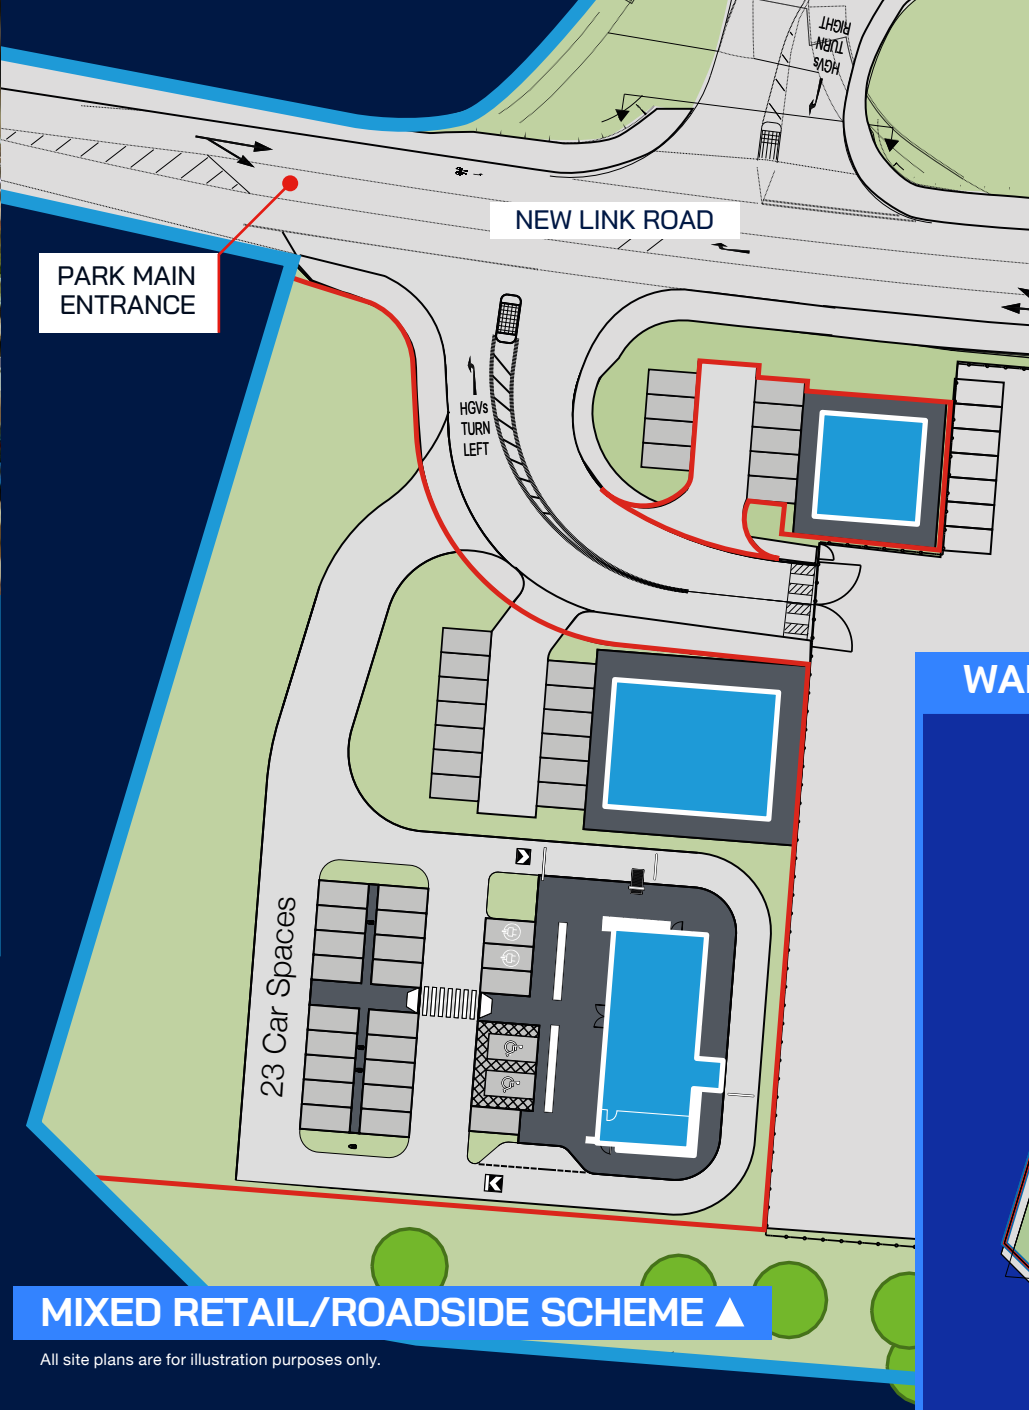 HGVs
TURN
RIGHT
NEW LINK ROAD
PARK MAIN
ENTRANCE
HGVs
TURN
LEFT
WA
23 Car Spaces
MIXED RETAIL/ROADSIDE SCHEME ▲
All site plans are for illustration purposes only.